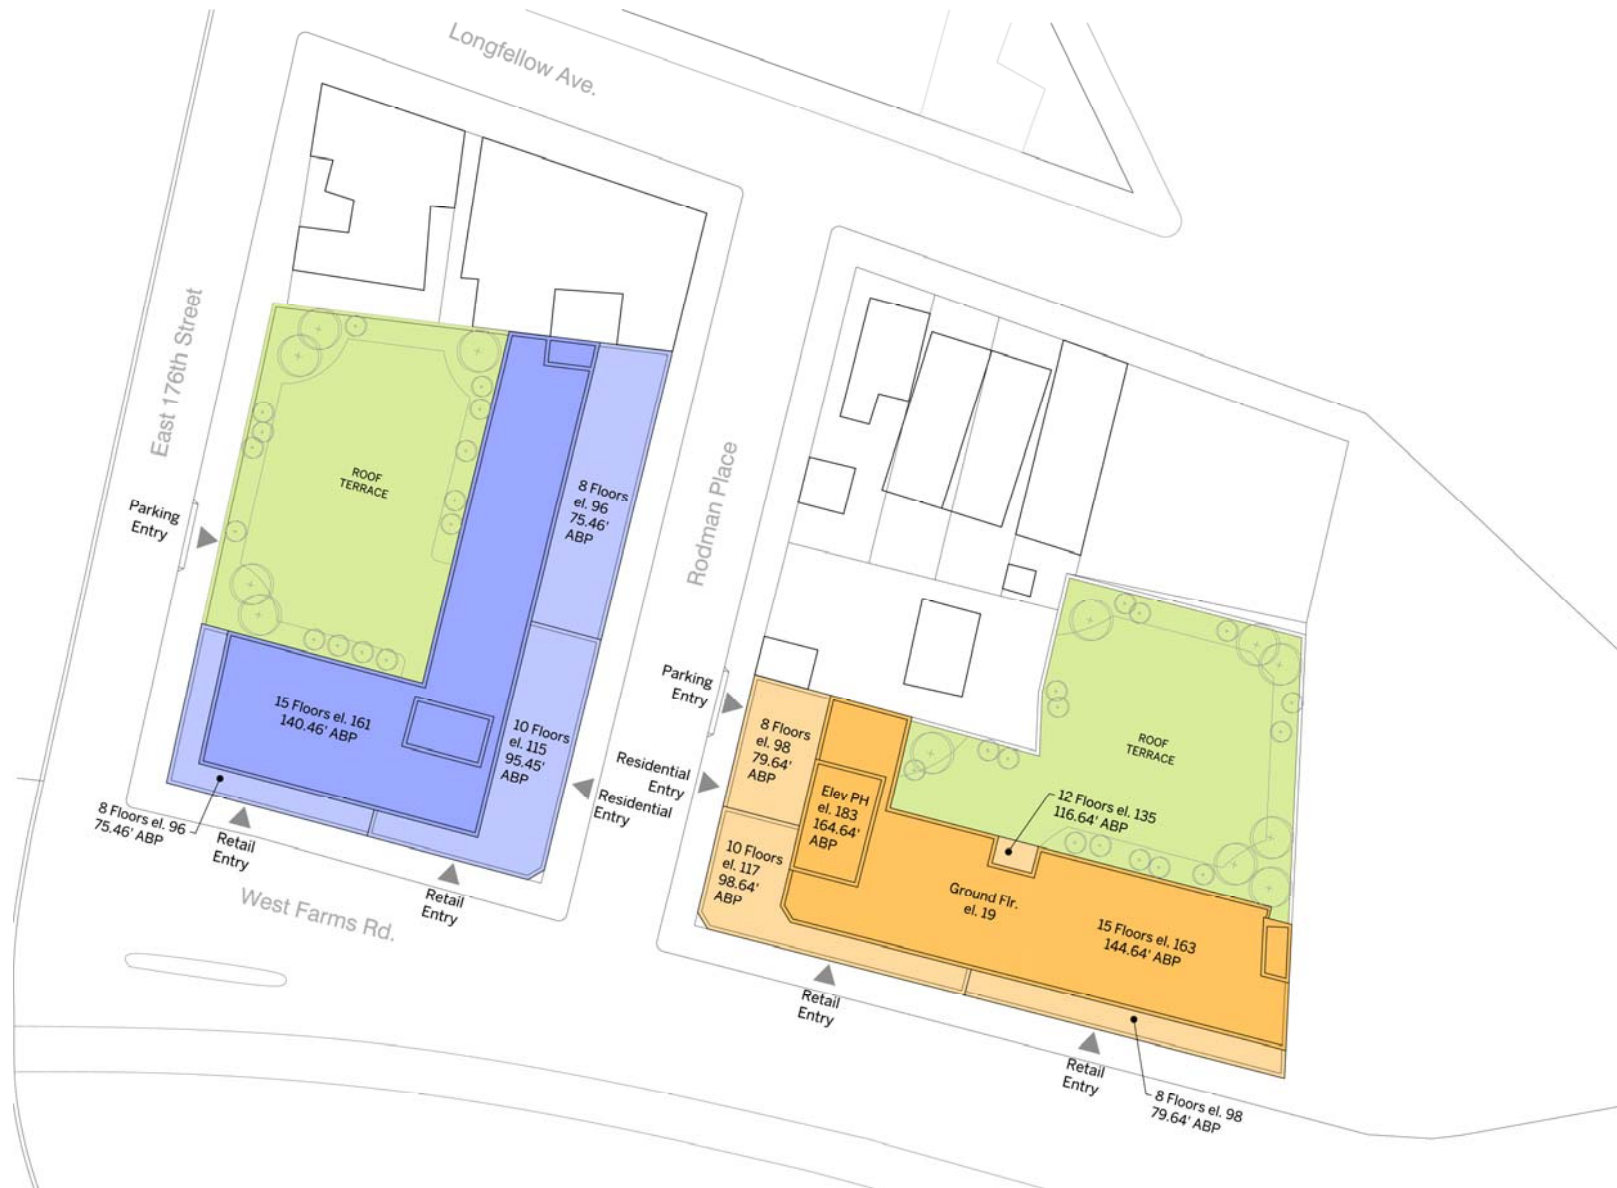 Longfellow Ave.
East 176th Street
ROOF
TERRACE
Parking
Entry
8 Floors
el. 96
75.46'
ABP
Rodman Place
15 Floors el. 161
140.46' ABP
10 Floors
el. 115
95.45'
ABP
8 Floors el. 96
75.46' ABP
Retail
Entry
Retail
Entry
Residential
Entry
West Farms Rd.
Parking
Entry
Residential
Entry
8 Floors
el. 98
79.64'
ABP
ROOF
TERRACE
Elev PH
el. 183
164.64'
ABP
12 Floors el. 135
116.64' ABP
10 Floors
el. 117
98.64'
ABP
Ground Flr.
el. 19
15 Floors el. 163
144.64' ABP
Retail
Entry
Retail
Entry
8 Floors el. 98
79.64' ABP